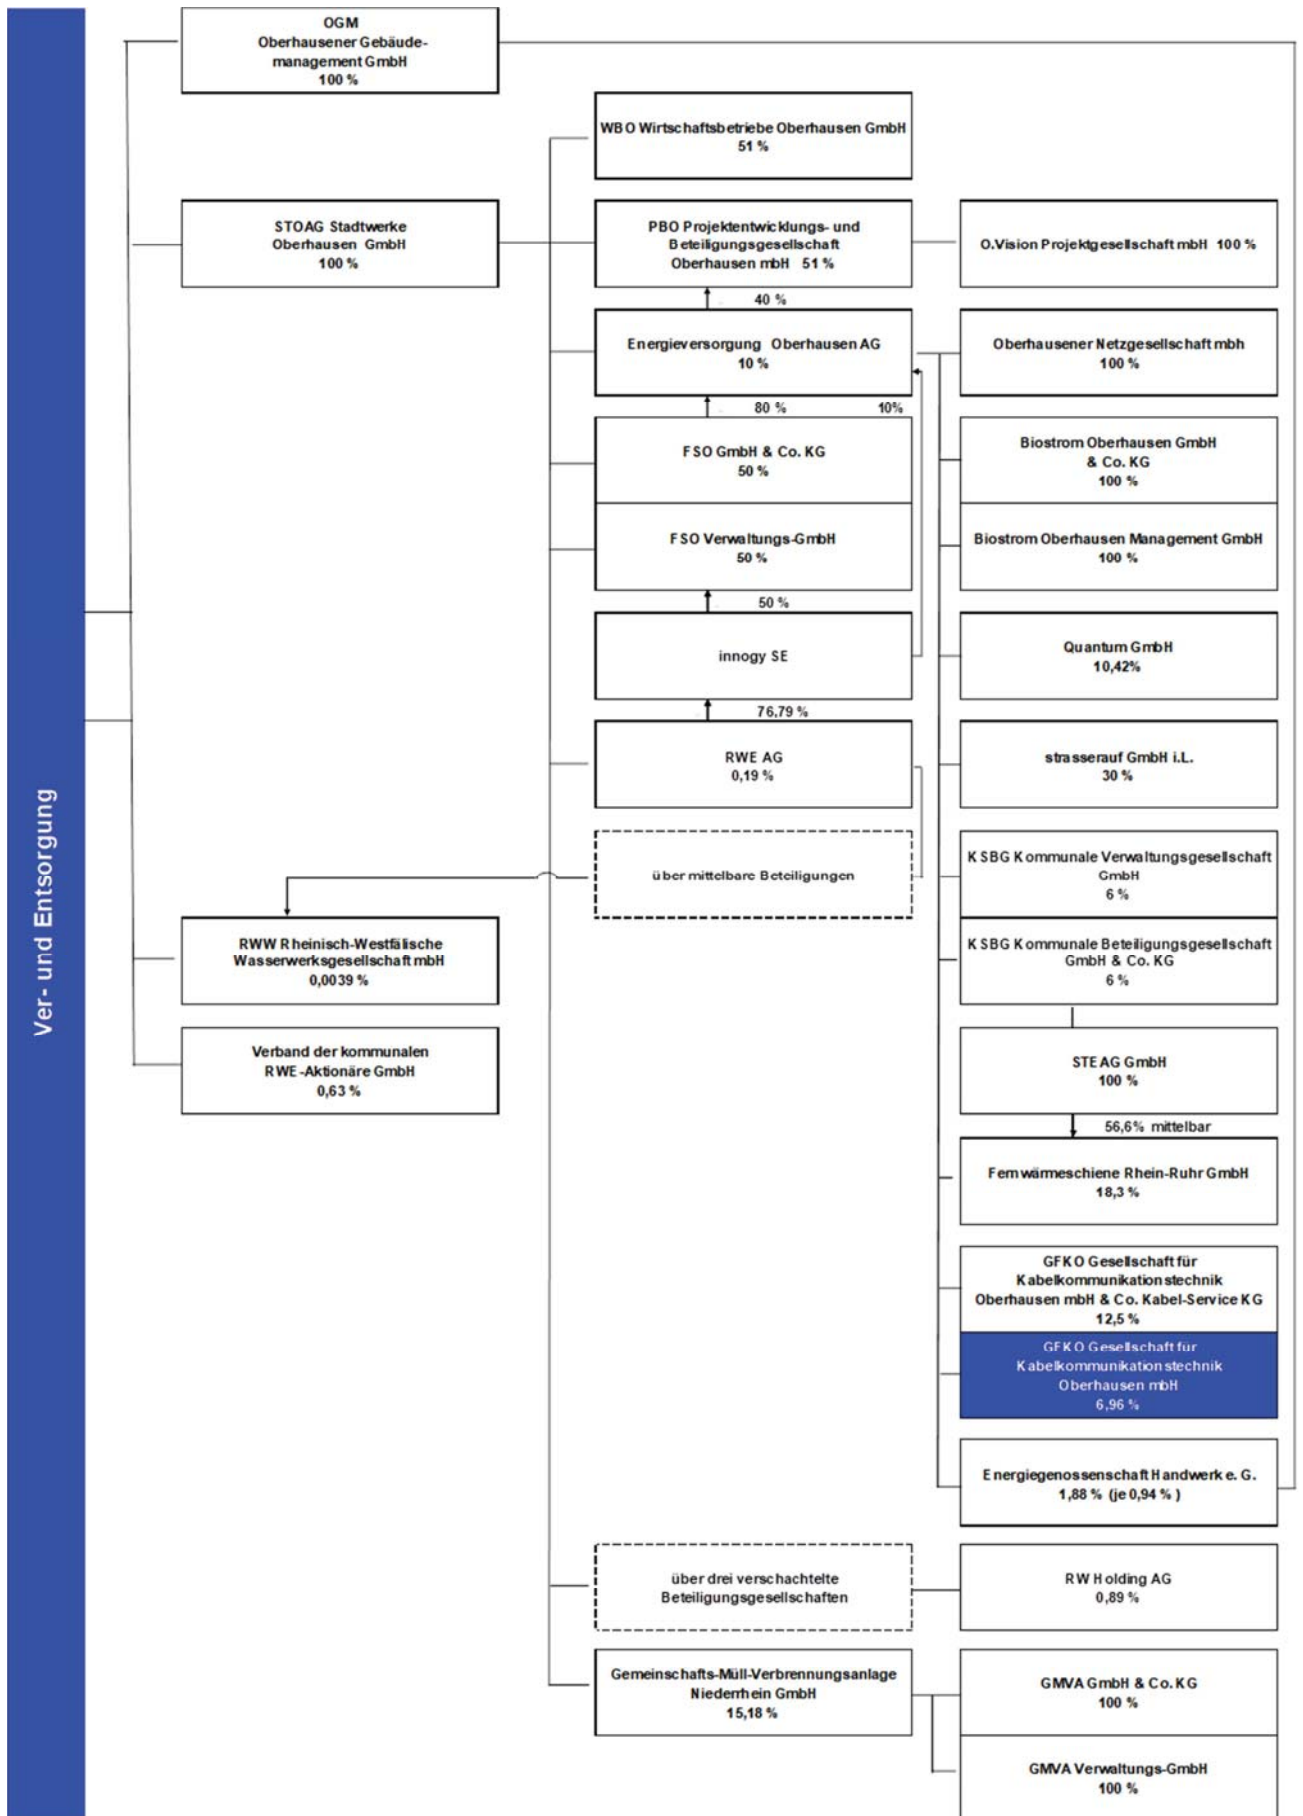 Ver- und Entsorgung
OGM
Oberhausener Gebäude-
management GmbH
100 %
WBO Wirtschaftsbetriebe Oberhausen GmbH
51 %
STOAG Stadtwerke
Oberhausen GmbH
100 %
PBO Projektentwicklungs- und
Beteiligungsgesellschaft
Oberhausen mbH 51 %
O.Vision Projektgesellschaft mbH 100 %
40 %
Energieversorgung Oberhausen AG
10 %
Oberhausener Netzgesellschaft mbh
100 %
80 %
10%
FSO GmbH & Co. KG
50 %
Biostrom Oberhausen GmbH
& Co. KG
100 %
FSO Verwaltungs-GmbH
50 %
Biostrom Oberhausen Management GmbH
100 %
50 %
innogy SE
Quantum GmbH
10,42%
76,79 %
RWE AG
0,19 %
strasserauf GmbH i.L.
30 %
über mittelbare Beteiligungen
KSBG Kommunale Verwaltungsgesellschaft
GmbH
6 %
RWW Rheinisch-Westfälische
Wasserwerksgesellschaft mbH
0,0039 %
KSBG Kommunale Beteiligungsgesellschaft
GmbH & Co. KG
6 %
Verband der kommunalen
RWE-Aktionäre GmbH
0,63 %
STEAG GmbH
100 %
56,6% mittelbar
Fernwärmeschiene Rhein-Ruhr GmbH
18,3 %
GFKO Gesellschaft für
Kabelkommunikationstechnik
Oberhausen mbH & Co. Kabel-Service KG
12,5 %
GFKO Gesellschaft für
Kabelkommunikationstechnik
Oberhausen mbH
6,96 %
Energiegenossenschaft Handwerk e. G.
1,88 % (je 0,94 % )
über drei verschachtelte
Beteiligungsgesellschaften
RW Holding AG
0,89 %
Gemeinschafts-Müll-Verbrennungsanlage
Niederrhein GmbH
15,18 %
GMVA GmbH & Co. KG
100 %
GMVA Verwaltungs-GmbH
100 %